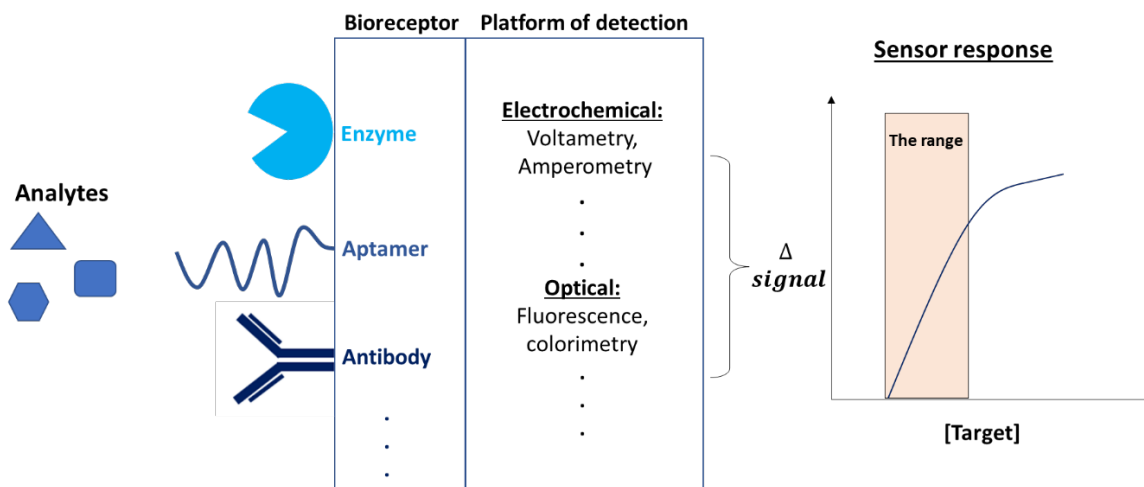 Analytes
Bioreceptor
Enzyme
Aptamer
Antibody
.
.
.
Platform of detection
Electrochemical:
Voltametry,
Amperometry
.
.
.
Optical:
Fluorescence,
colorimetry
.
.
.
Δ
signal
Sensor response
The range
[Target]